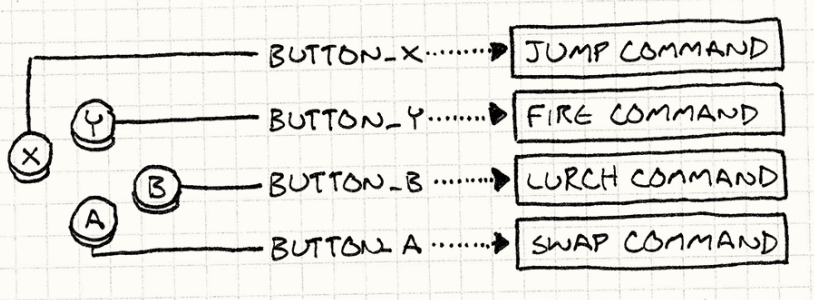 BUTTON_X JUMP COMMAND
Y BUTTON_Y FIRE COMMAND
X
B BUTTON_B LURCH COMMAND
A BUTTON_A SWAP COMMAND